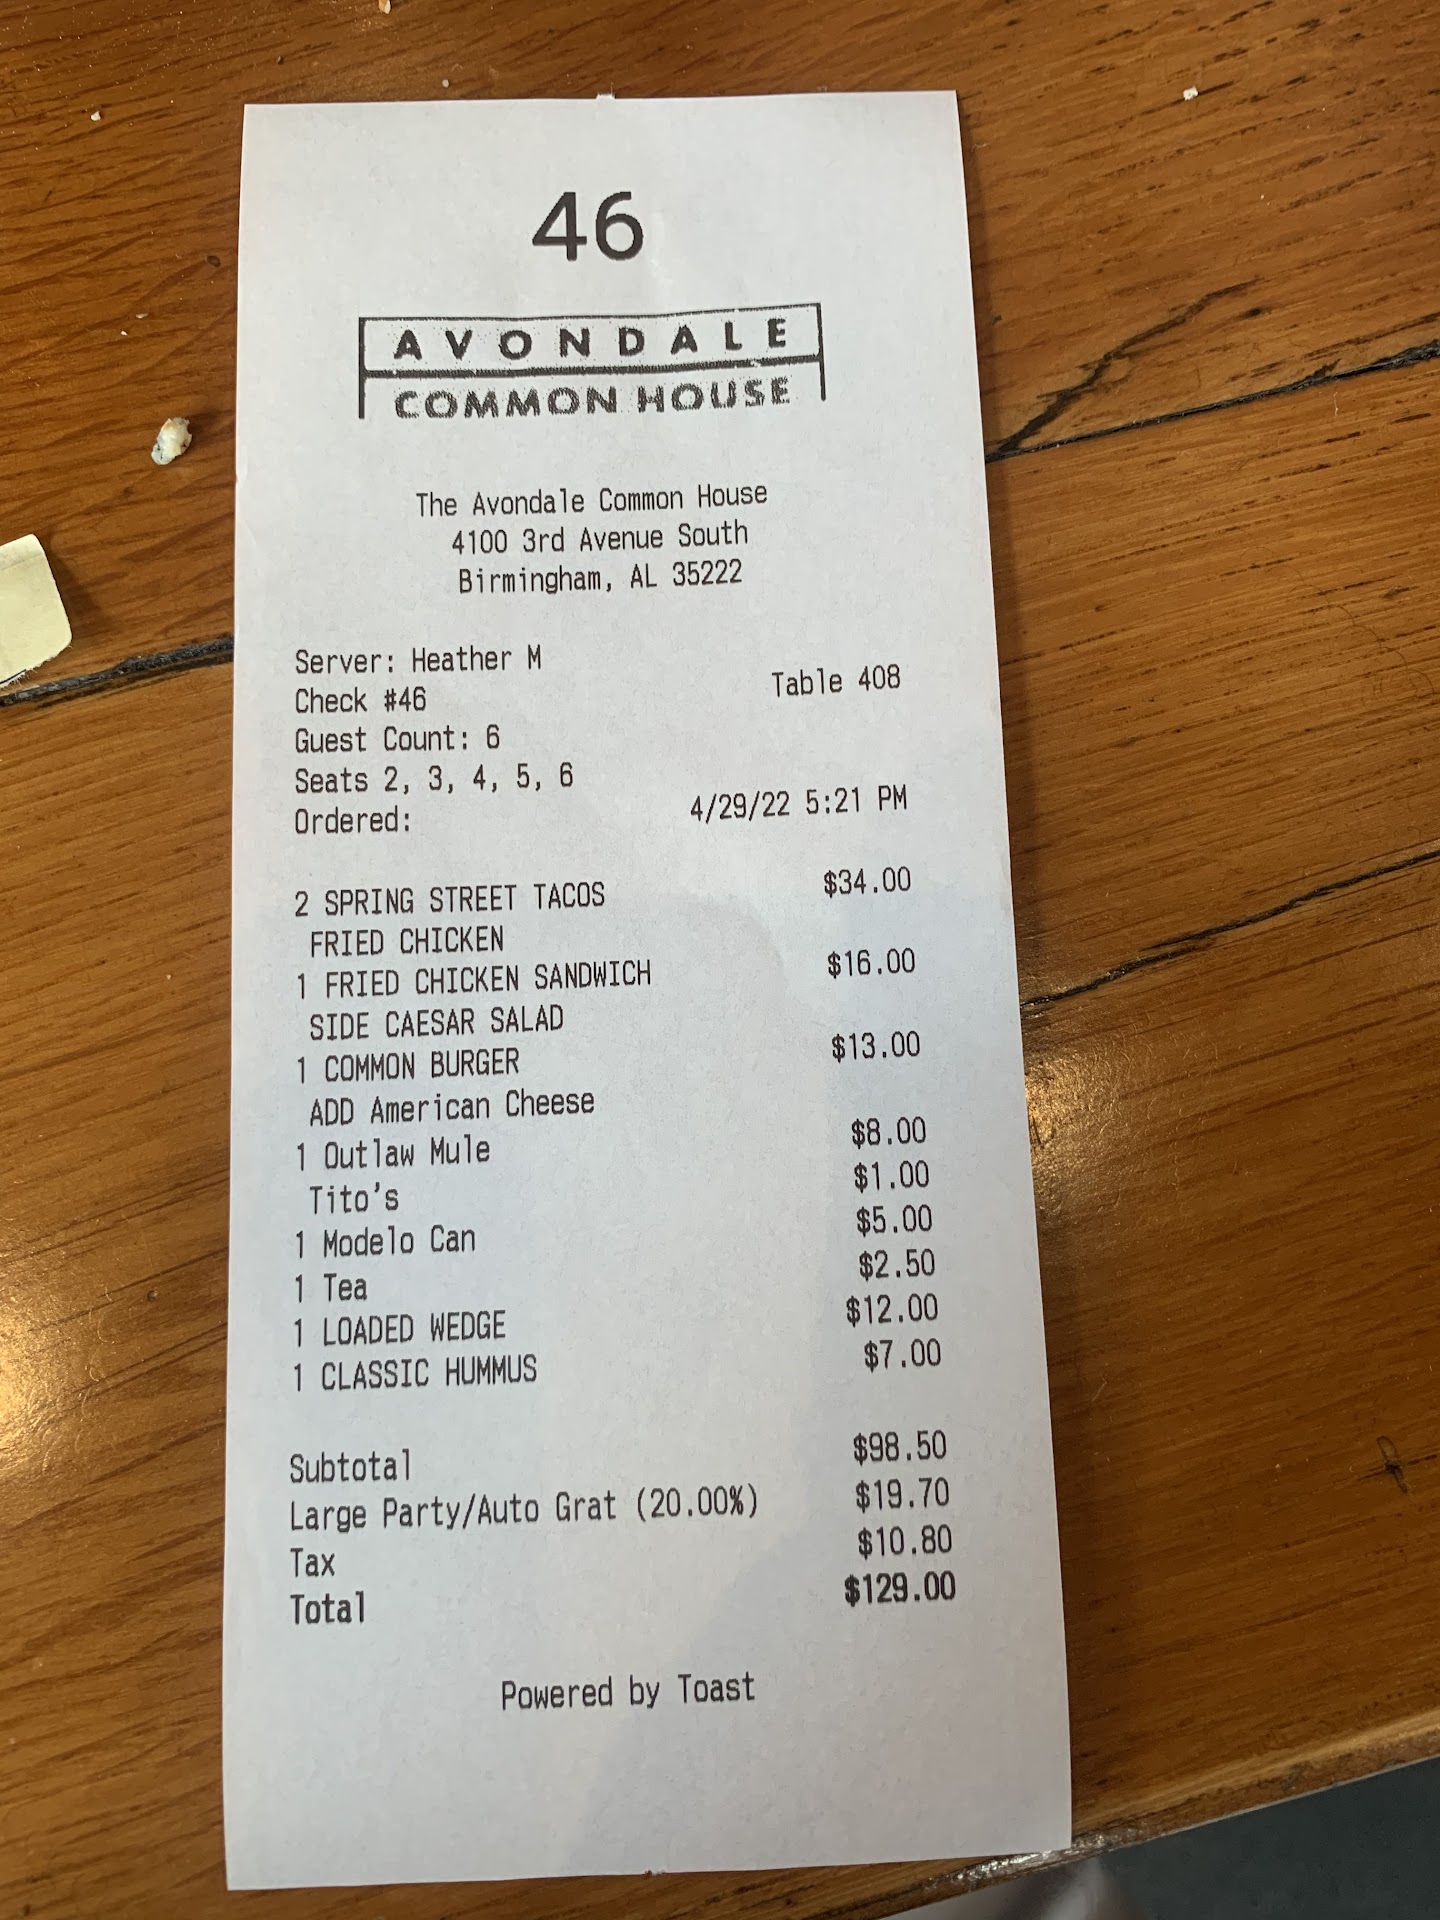 46
AVONDALE
COMMON HOUSE
The Avondale Common House
4100 3rd Avenue South
Birmingham, AL 35222
Server: Heather M
Check #46 Table 408
Guest Count: 6
Seats 2, 3, 4, 5, 6
Ordered: 4/29/22 5:21 PM
2 SPRING STREET TACOS $34.00
FRIED CHICKEN
1 FRIED CHICKEN SANDWICH $16.00
SIDE CAESAR SALAD
1 COMMON BURGER $13.00
ADD American Cheese
1 Outlaw Mule $8.00
Tito's $1.00
1 Modelo Can $5.00
1 Tea $2.50
1 LOADED WEDGE $12.00
1 CLASSIC HUMMUS $7.00
Subtotal $98.50
Large Party/Auto Grat (20.00%) $19.70
Tax $10.80
Total $129.00
Powered by Toast